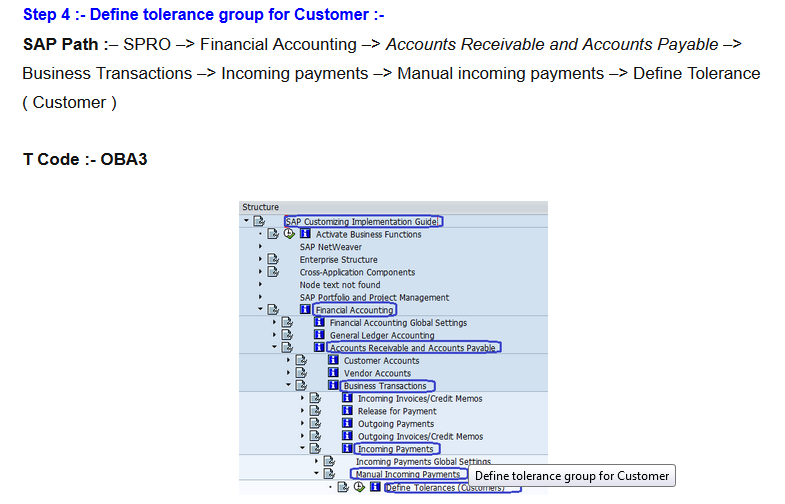 Step 4 :- Define tolerance group for Customer :-
SAP Path :– SPRO –> Financial Accounting –> Accounts Receivable and Accounts Payable –>
Business Transactions –> Incoming payments –> Manual incoming payments –> Define Tolerance
( Customer )
T Code :- OBA3
Structure
SAP Customizing Implementation Guide
Activate Business Functions
SAP NetWeaver
Enterprise Structure
Cross-Application Components
Node text not found
SAP Portfolio and Project Management
Financial Accounting
Financial Accounting Global Settings
General Ledger Accounting
Accounts Receivable and Accounts Payable
Customer Accounts
Vendor Accounts
Business Transactions
Incoming Invoices/Credit Memos
Release for Payment
Outgoing Payments
Outgoing Invoices/Credit Memos
Incoming Payments
Incoming Payments Global Settings
Manual Incoming Payments
Define tolerance group for Customer
Define Tolerances (Customers)